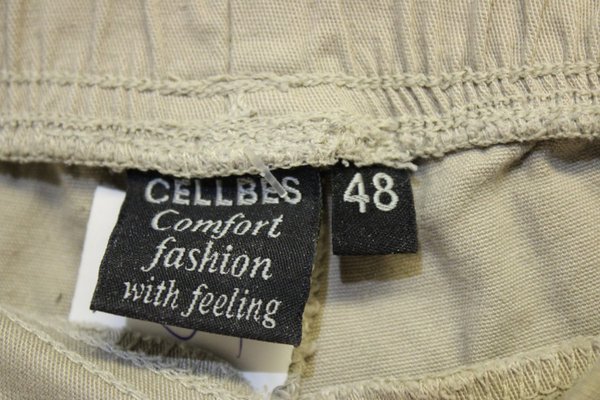 CELLBES
Comfort
fashion
with feeling
48